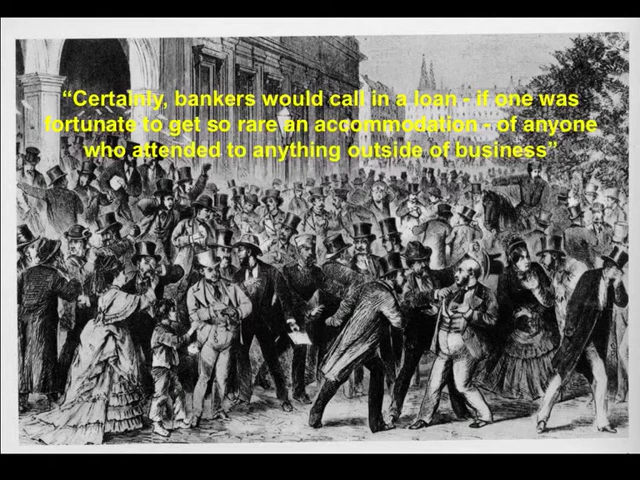 “Certainly, bankers would call in a loan - if one was
fortunate to get so rare an accommodation - of anyone
who attended to anything outside of business”